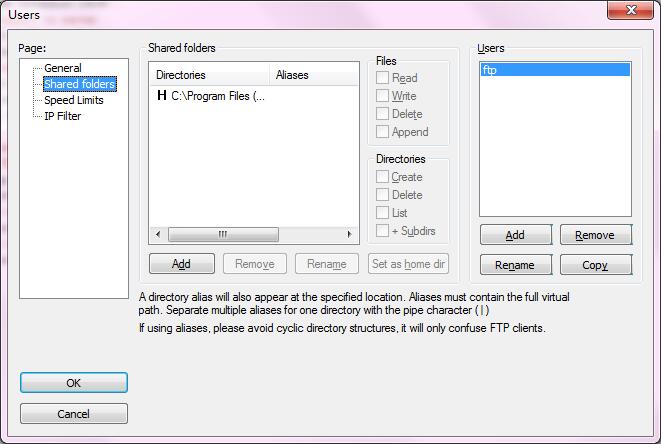 Users
Page:
General
Shared folders
Speed Limits
IP Filter
OK
Cancel
Shared folders
Directories Aliases
H C:\Program Files (...
Add Remove Rename Set as home dir
Files
Read
Write
Delete
Append
Directories
Create
Delete
List
+ Subdirs
Users
ftp
Add Remove
Rename Copy
A directory alias will also appear at the specified location. Aliases must contain the full virtual
path. Separate multiple aliases for one directory with the pipe character (|)
If using aliases, please avoid cyclic directory structures, it will only confuse FTP clients.